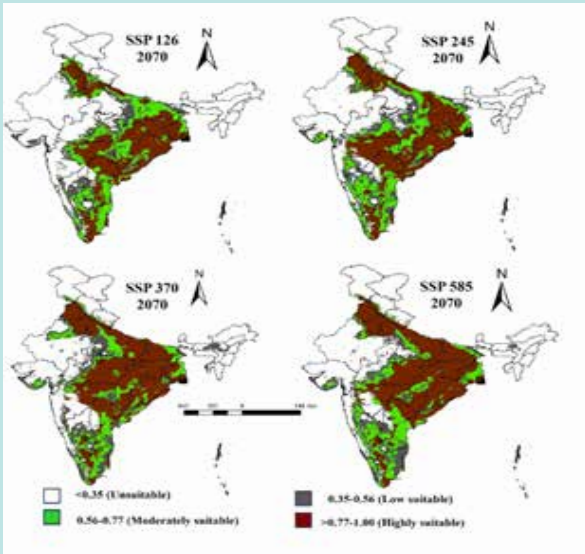 SSP 126
2070
N
SSP 245
2070
N
SSP 370
2070
N
SSP 585
2070
N
<0.35 (Unsuitable)
0.56-0.77 (Moderately suitable)
0.35-0.56 (Low suitable)
>0.77-1.00 (Highly suitable)